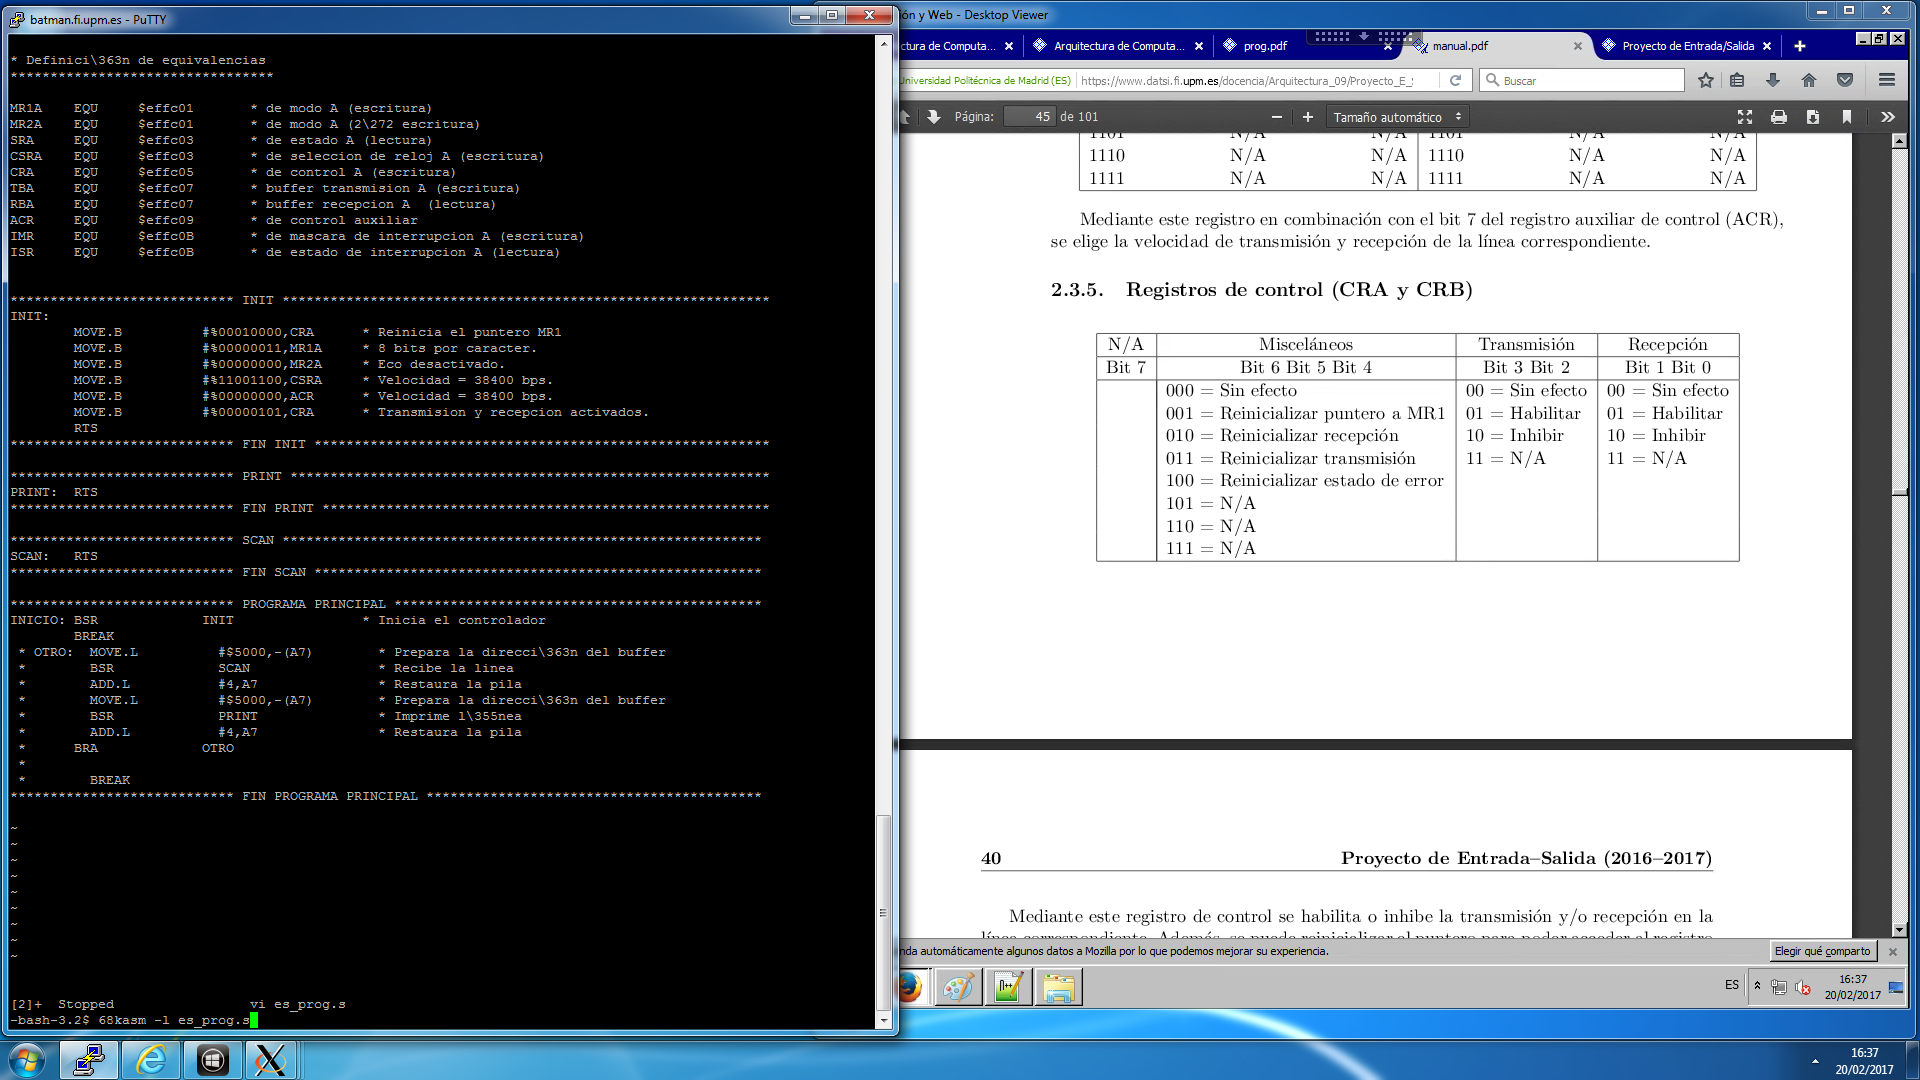 batman.fi.upm.es - PuTTY
* Definici\363n de equivalencias
*********************************
MR1A EQU $effc01 * de modo A (escritura)
MR2A EQU $effc01 * de modo A (2\272 escritura)
SRA EQU $effc03 * de estado A (lectura)
CSRA EQU $effc03 * de seleccion de reloj A (escritura)
CRA EQU $effc05 * de control A (escritura)
TBA EQU $effc07 * buffer transmision A (escritura)
RBA EQU $effc07 * buffer recepcion A (lectura)
ACR EQU $effc09 * de control auxiliar
IMR EQU $effc0B * de mascara de interrupcion A (escritura)
ISR EQU $effc0B * de estado de interrupcion A (lectura)
**************************** INIT *************************************************************
INIT:
MOVE.B #%00010000,CRA * Reinicia el puntero MR1
MOVE.B #%00000011,MR1A * 8 bits por caracter.
MOVE.B #%00000000,MR2A * Eco desactivado.
MOVE.B #%11001100,CSRA * Velocidad = 38400 bps.
MOVE.B #%00000000,ACR * Velocidad = 38400 bps.
MOVE.B #%00000101,CRA * Transmision y recepcion activados.
RTS
**************************** FIN INIT *********************************************************
**************************** PRINT ************************************************************
PRINT: RTS
**************************** FIN PRINT ********************************************************
**************************** SCAN ************************************************************
SCAN: RTS
**************************** FIN SCAN ********************************************************
**************************** PROGRAMA PRINCIPAL **********************************************
INICIO: BSR INIT * Inicia el controlador
BREAK
* OTRO: MOVE.L #$5000,-(A7) * Prepara la direcci\363n del buffer
* BSR SCAN * Recibe la linea
* ADD.L #4,A7 * Restaura la pila
* MOVE.L #$5000,-(A7) * Prepara la direcci\363n del buffer
* BSR PRINT * Imprime l\355nea
* ADD.L #4,A7 * Restaura la pila
* BRA OTRO
*
* BREAK
**************************** FIN PROGRAMA PRINCIPAL ******************************************
~
~
~
~
~
~
~
~
~
[2]+ Stopped vi es_prog.s
-bash-3.2$ 68kasm -l es_prog.s
ón y Web - Desktop Viewer
ctura de Computa...
Arquitectura de Computa...
prog.pdf
manual.pdf
Proyecto de Entrada/Salida
Universidad Politécnica de Madrid (ES)
https://www.datsi.fi.upm.es/docencia/Arquitectura_09/Proyecto_E_S
Buscar
Página: 45 de 101
Tamaño automático
1101 N/A N/A 1101 N/A N/A
1110 N/A N/A 1110 N/A N/A
1111 N/A N/A 1111 N/A N/A
Mediante este registro en combinación con el bit 7 del registro auxiliar de control (ACR),
se elige la velocidad de transmisión y recepción de la línea correspondiente.
2.3.5. Registros de control (CRA y CRB)
N/A Misceláneos Transmisión Recepción
Bit 7 Bit 6 Bit 5 Bit 4 Bit 3 Bit 2 Bit 1 Bit 0
000 = Sin efecto 00 = Sin efecto 00 = Sin efecto
001 = Reinicializar puntero a MR1 01 = Habilitar 01 = Habilitar
010 = Reinicializar recepción 10 = Inhibir 10 = Inhibir
011 = Reinicializar transmisión 11 = N/A 11 = N/A
100 = Reinicializar estado de error
101 = N/A
110 = N/A
111 = N/A
40 Proyecto de Entrada–Salida (2016–2017)
Mediante este registro de control se habilita o inhibe la transmisión y/o recepción en la
línea correspondiente. Además, se puede reinicializar el puntero para poder acceder al registro
nda automáticamente algunos datos a Mozilla por lo que podemos mejorar su experiencia.
Elegir qué comparto
ES
16:37
20/02/2017
16:37
20/02/2017